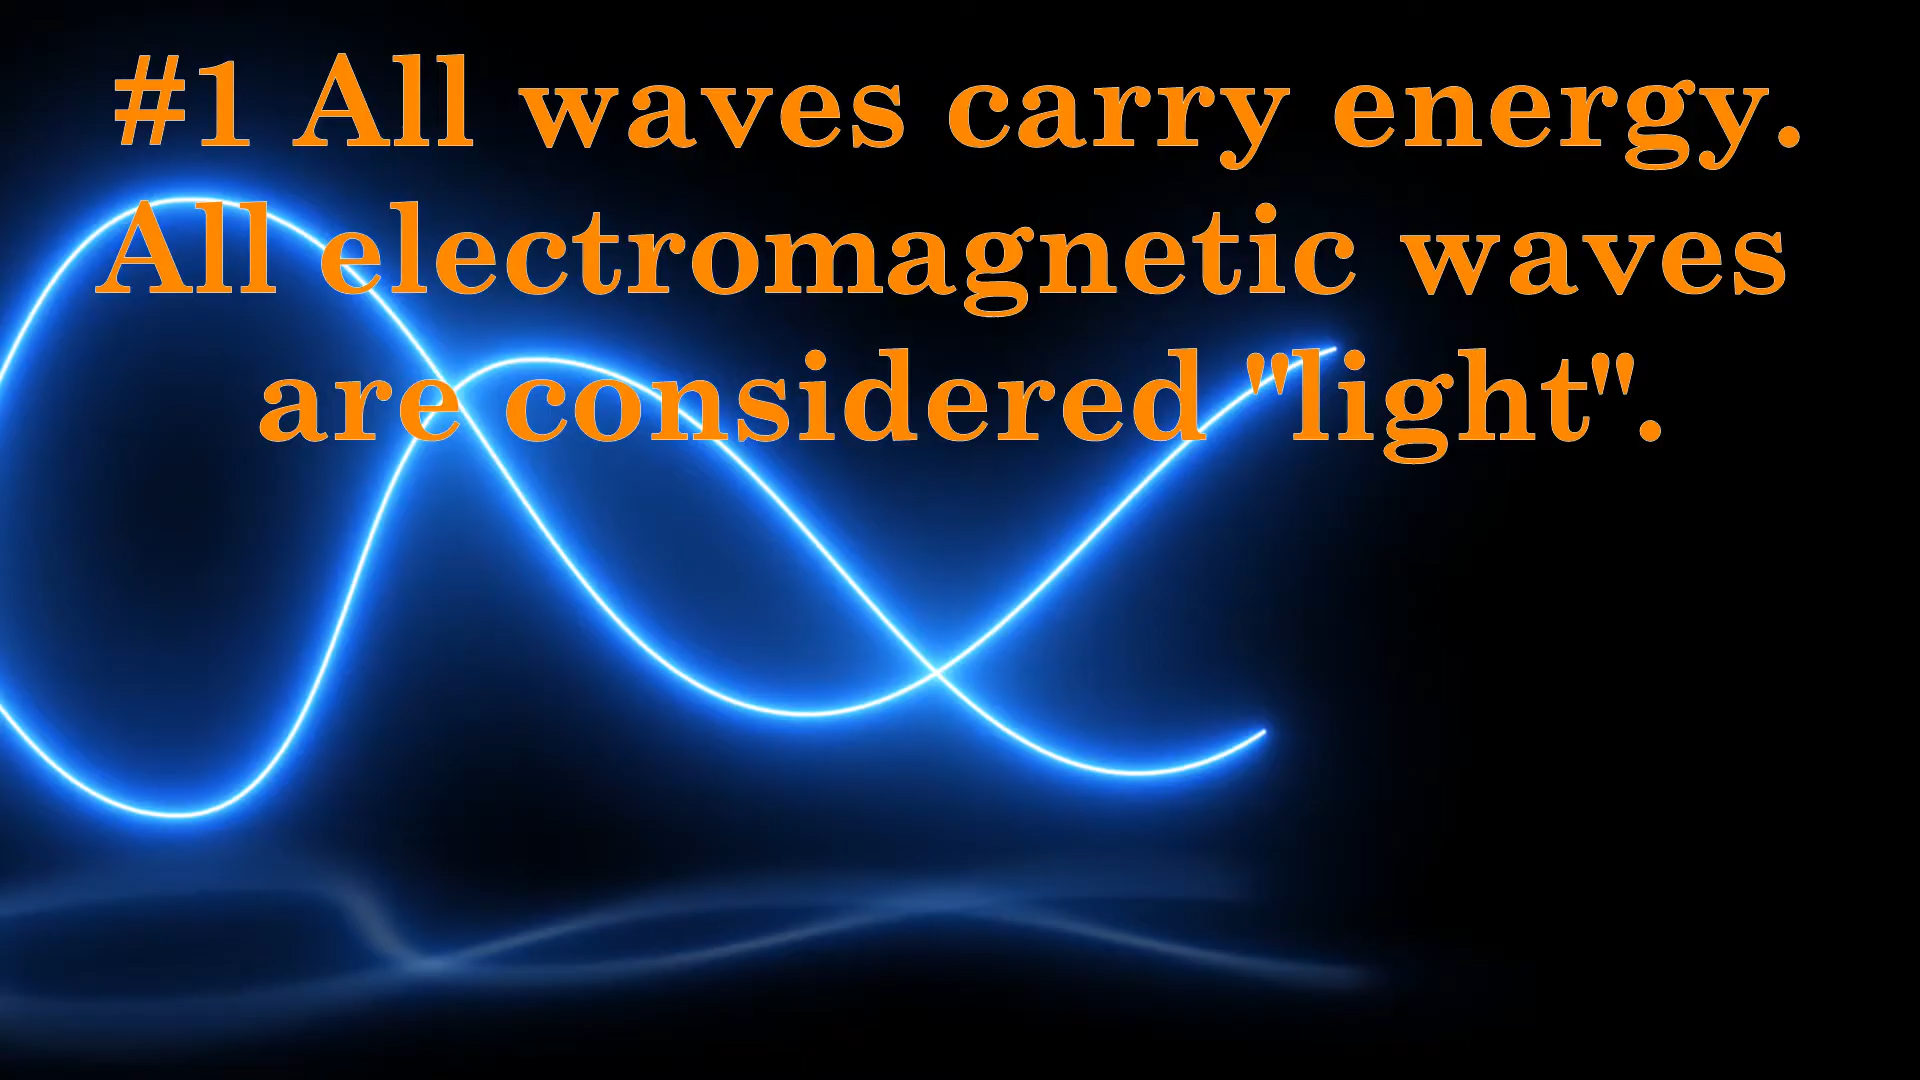 #1 All waves carry energy.
All electromagnetic waves
are considered "light".